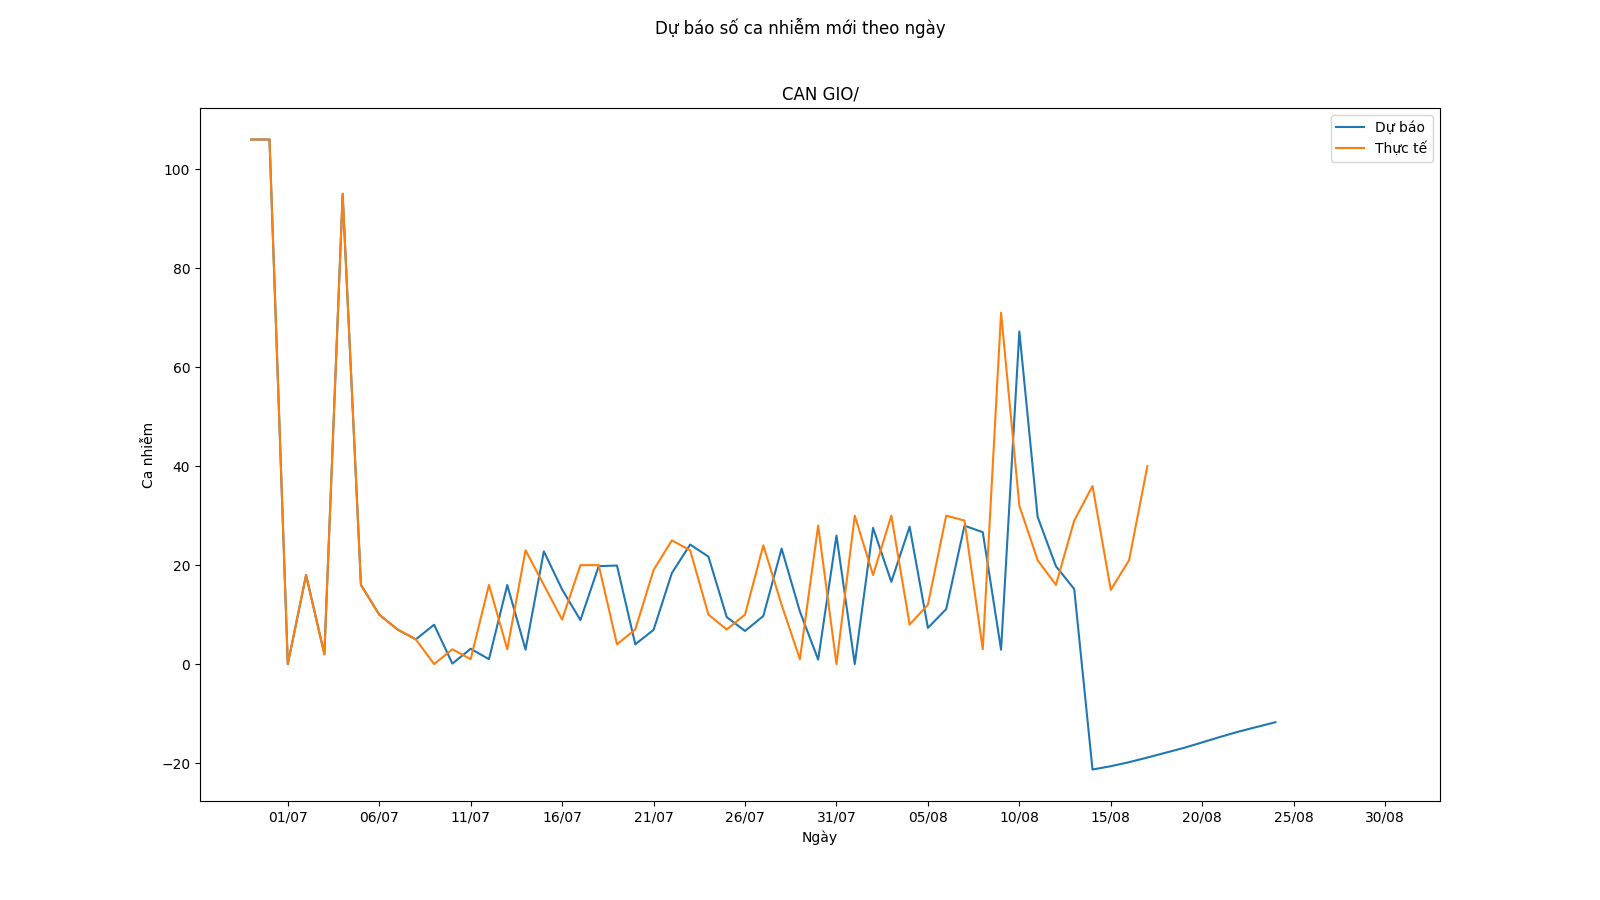 Dự báo số ca nhiễm mới theo ngày
CAN GIO/
Dự báo
Thực tế
100
80
60
40
20
0
−20
Ca nhiễm
01/07 06/07 11/07 16/07 21/07 26/07 31/07 05/08 10/08 15/08 20/08 25/08 30/08
Ngày